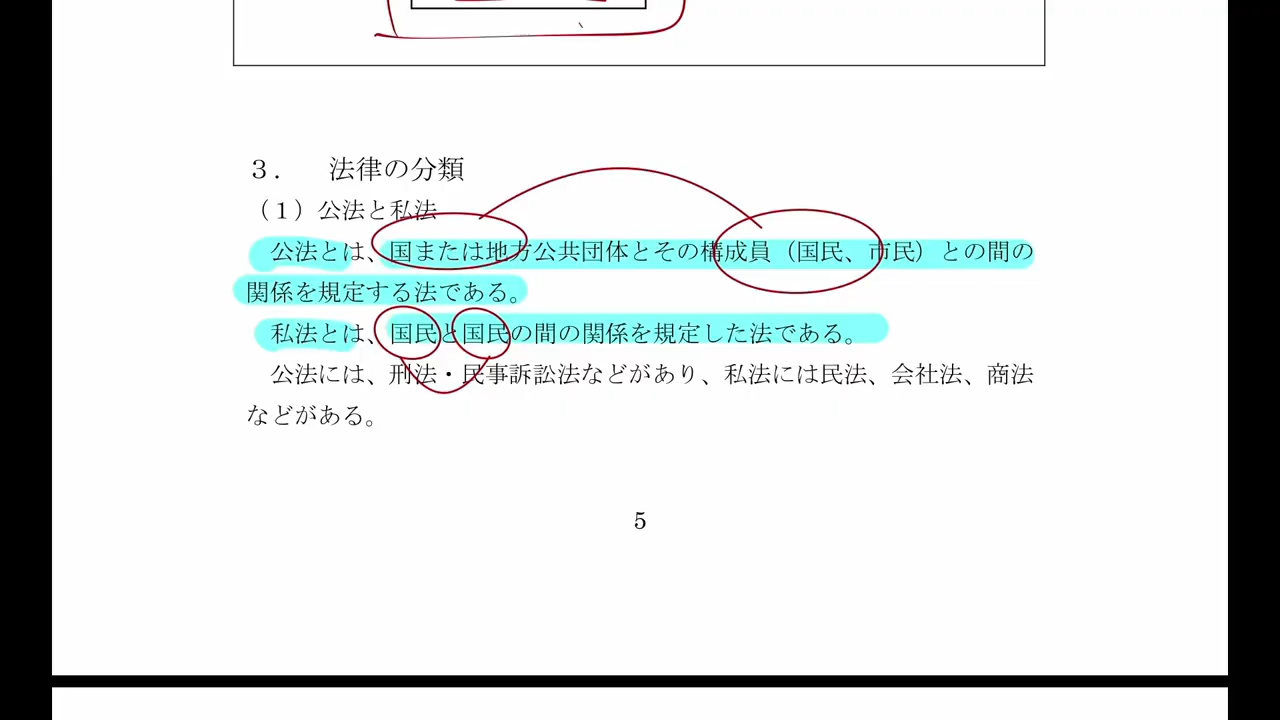 ３．　法律の分類
（１）公法と私法
公法とは、国または地方公共団体とその構成員（国民、市民）との間の
関係を規定する法である。
私法とは、国民と国民の間の関係を規定した法である。
公法には、刑法・民事訴訟法などがあり、私法には民法、会社法、商法
などがある。
5